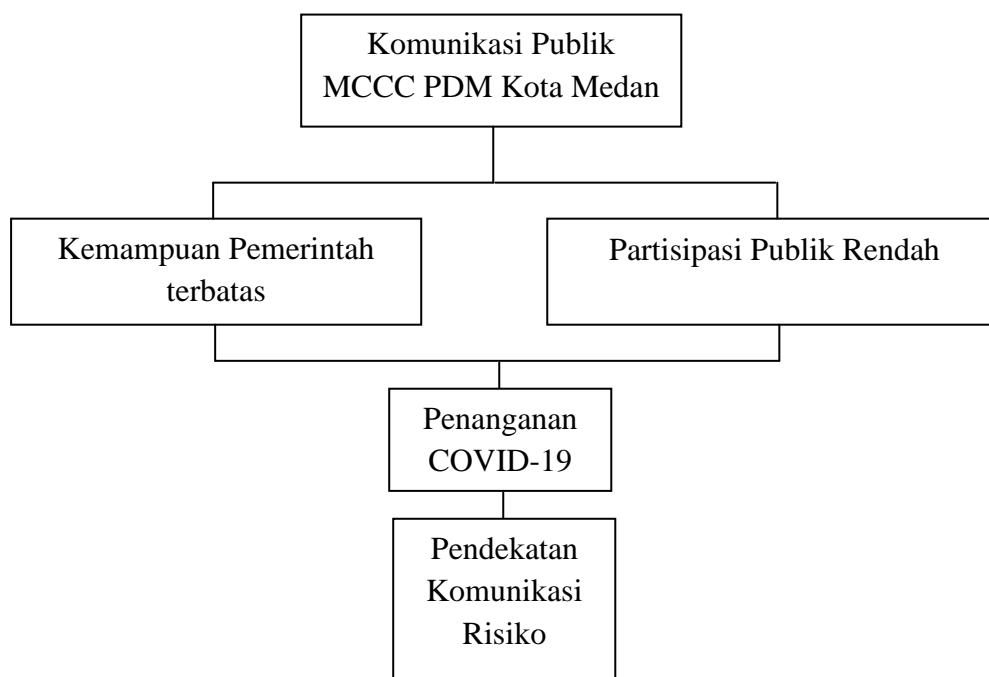 Komunikasi Publik
MCCC PDM Kota Medan
Kemampuan Pemerintah
terbatas
Partisipasi Publik Rendah
Penanganan
COVID-19
Pendekatan
Komunikasi
Risiko